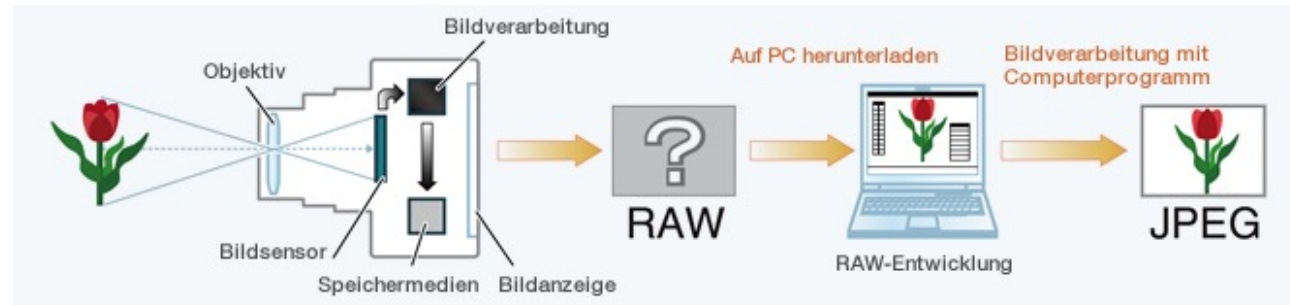 Bildverarbeitung
Objektiv
Auf PC herunterladen
Bildverarbeitung mit
Computerprogramm
?
RAW
JPEG
Bildsensor
Speichermedien
Bildanzeige
RAW-Entwicklung